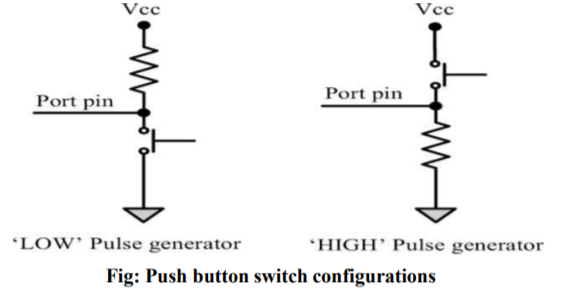 Vcc
Vcc
Port pin
Port pin
‘LOW’ Pulse generator
‘HIGH’ Pulse generator
Fig: Push button switch configurations